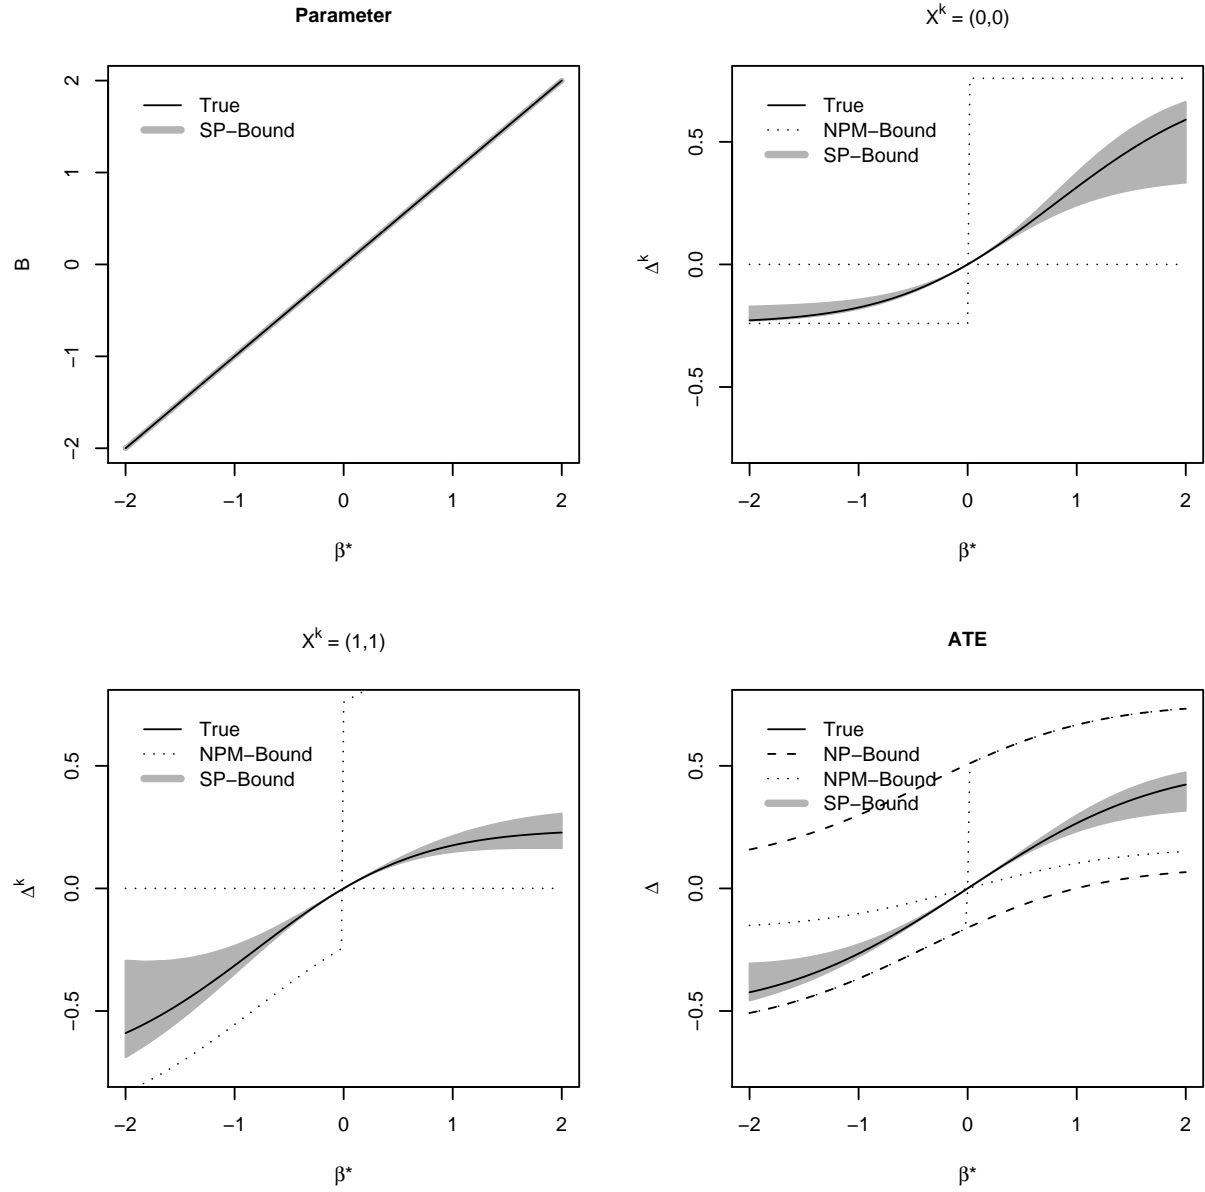 Parameter
True
SP−Bound
B
2
1
0
−1
−2
−2 −1 0 1 2
β*
X^k = (0,0)
True
NPM−Bound
SP−Bound
Δ^k
0.5
0.0
−0.5
−2 −1 0 1 2
β*
X^k = (1,1)
True
NPM−Bound
SP−Bound
Δ^k
0.5
0.0
−0.5
−2 −1 0 1 2
β*
ATE
True
NP−Bound
NPM−Bound
SP−Bound
Δ
0.5
0.0
−0.5
−2 −1 0 1 2
β*